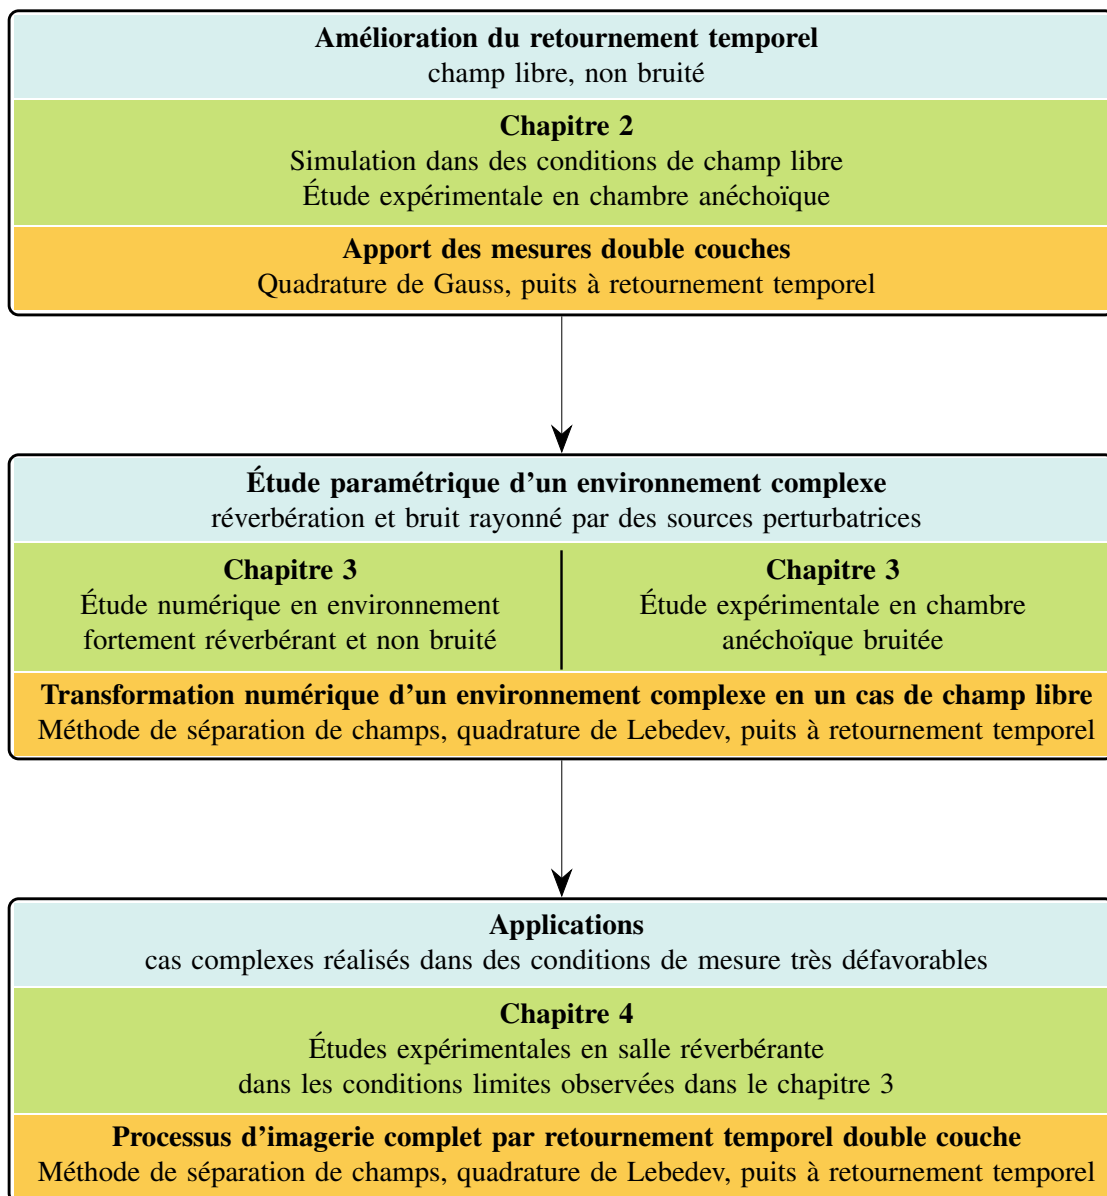 Amélioration du retournement temporel
champ libre, non bruité
Chapitre 2
Simulation dans des conditions de champ libre
Étude expérimentale en chambre anéchoïque
Apport des mesures double couches
Quadrature de Gauss, puits à retournement temporel
Étude paramétrique d'un environnement complexe
réverbération et bruit rayonné par des sources perturbatrices
Chapitre 3
Étude numérique en environnement
fortement réverbérant et non bruité
Chapitre 3
Étude expérimentale en chambre
anéchoïque bruitée
Transformation numérique d'un environnement complexe en un cas de champ libre
Méthode de séparation de champs, quadrature de Lebedev, puits à retournement temporel
Applications
cas complexes réalisés dans des conditions de mesure très défavorables
Chapitre 4
Études expérimentales en salle réverbérante
dans les conditions limites observées dans le chapitre 3
Processus d'imagerie complet par retournement temporel double couche
Méthode de séparation de champs, quadrature de Lebedev, puits à retournement temporel